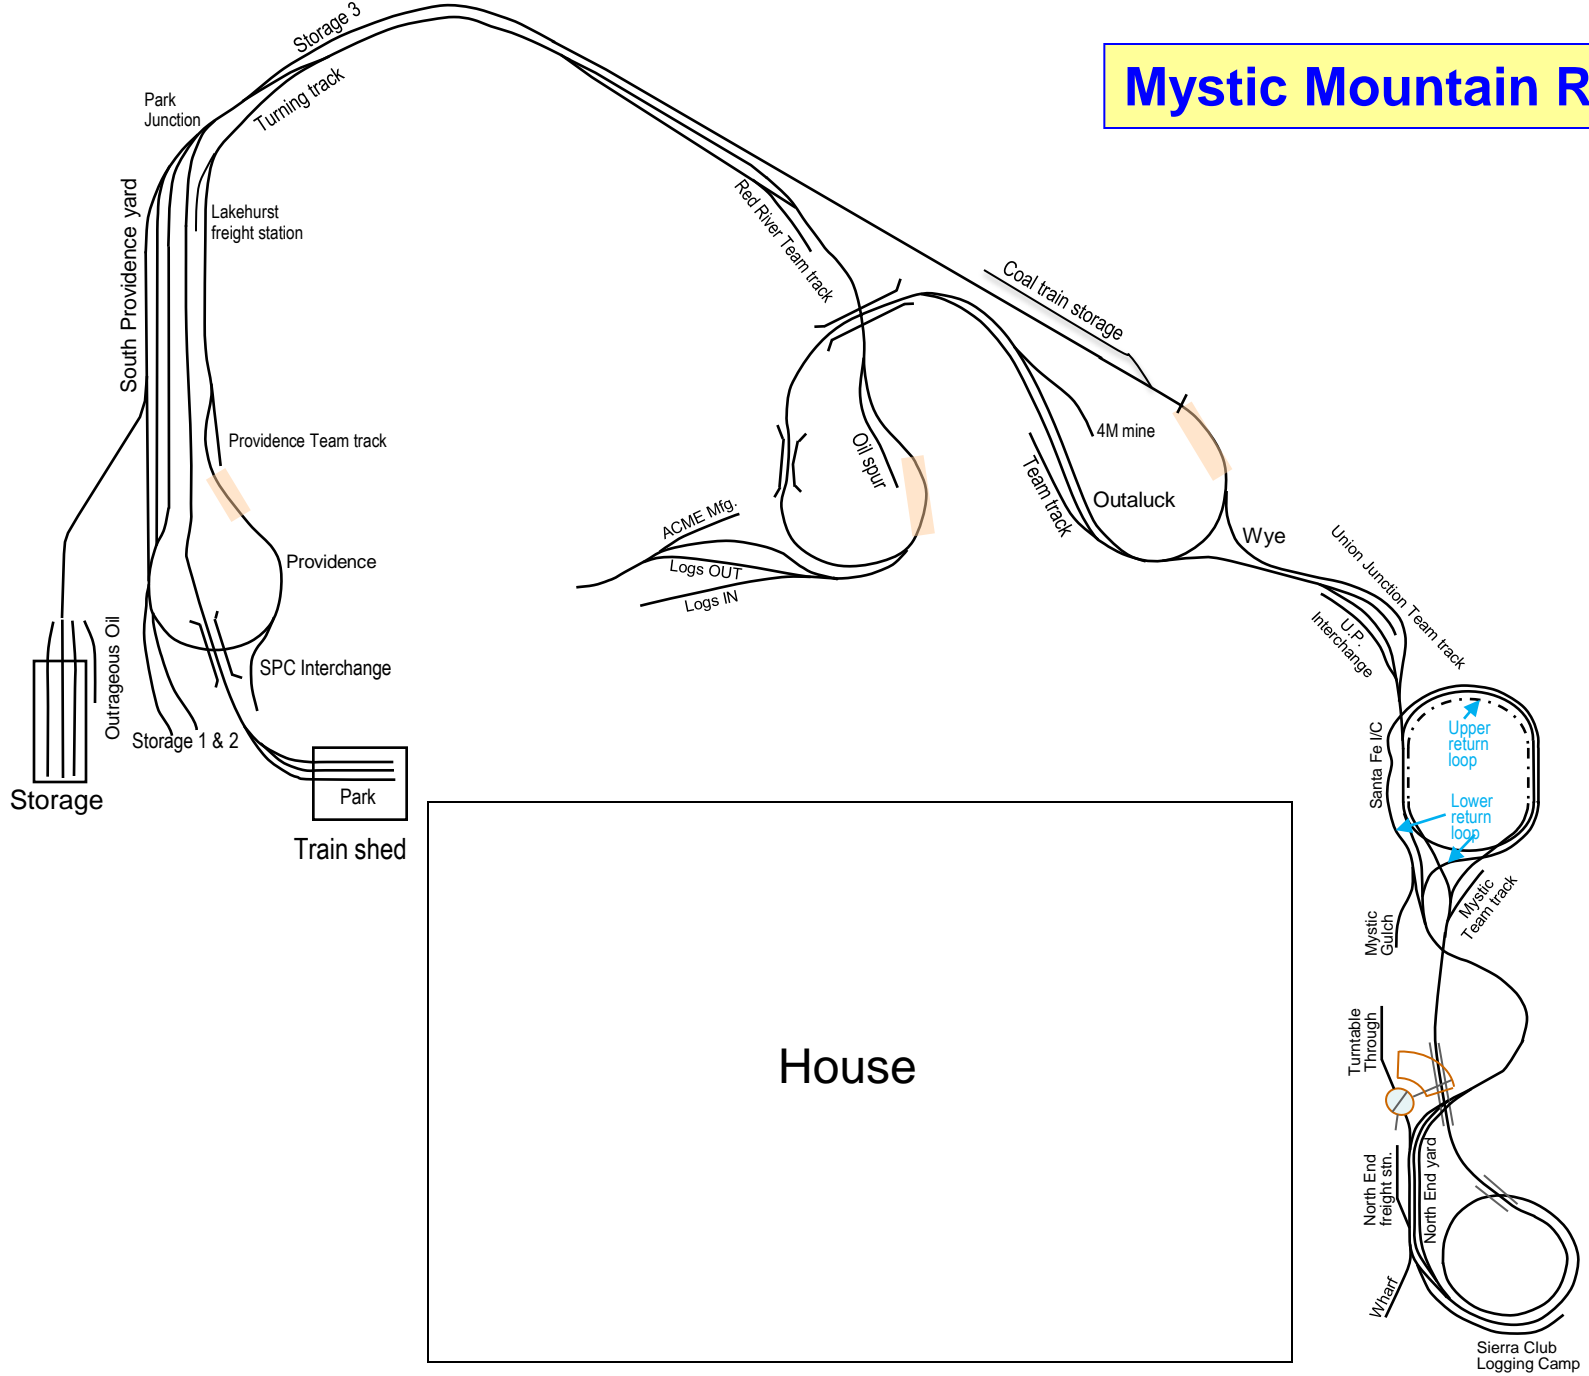 Mystic Mountain R
Storage 3
Turning track
Park
Junction
South Providence yard
Lakehurst
freight station
Red River Team track
Coal train storage
Providence Team track
4M mine
Oil spur
Team track
Outaluck
ACME Mfg.
Logs OUT
Logs IN
Wye
Union Junction Team track
U.P.
Interchange
Providence
Outrageous Oil
SPC Interchange
Storage 1 & 2
Storage
Park
Train shed
Santa Fe I/C
Upper
return
loop
Lower
return
loop
Mystic
Gulch
Mystic
Team track
House
Turntable
Through
North End
freight stn.
North End yard
Wharf
Sierra Club
Logging Camp